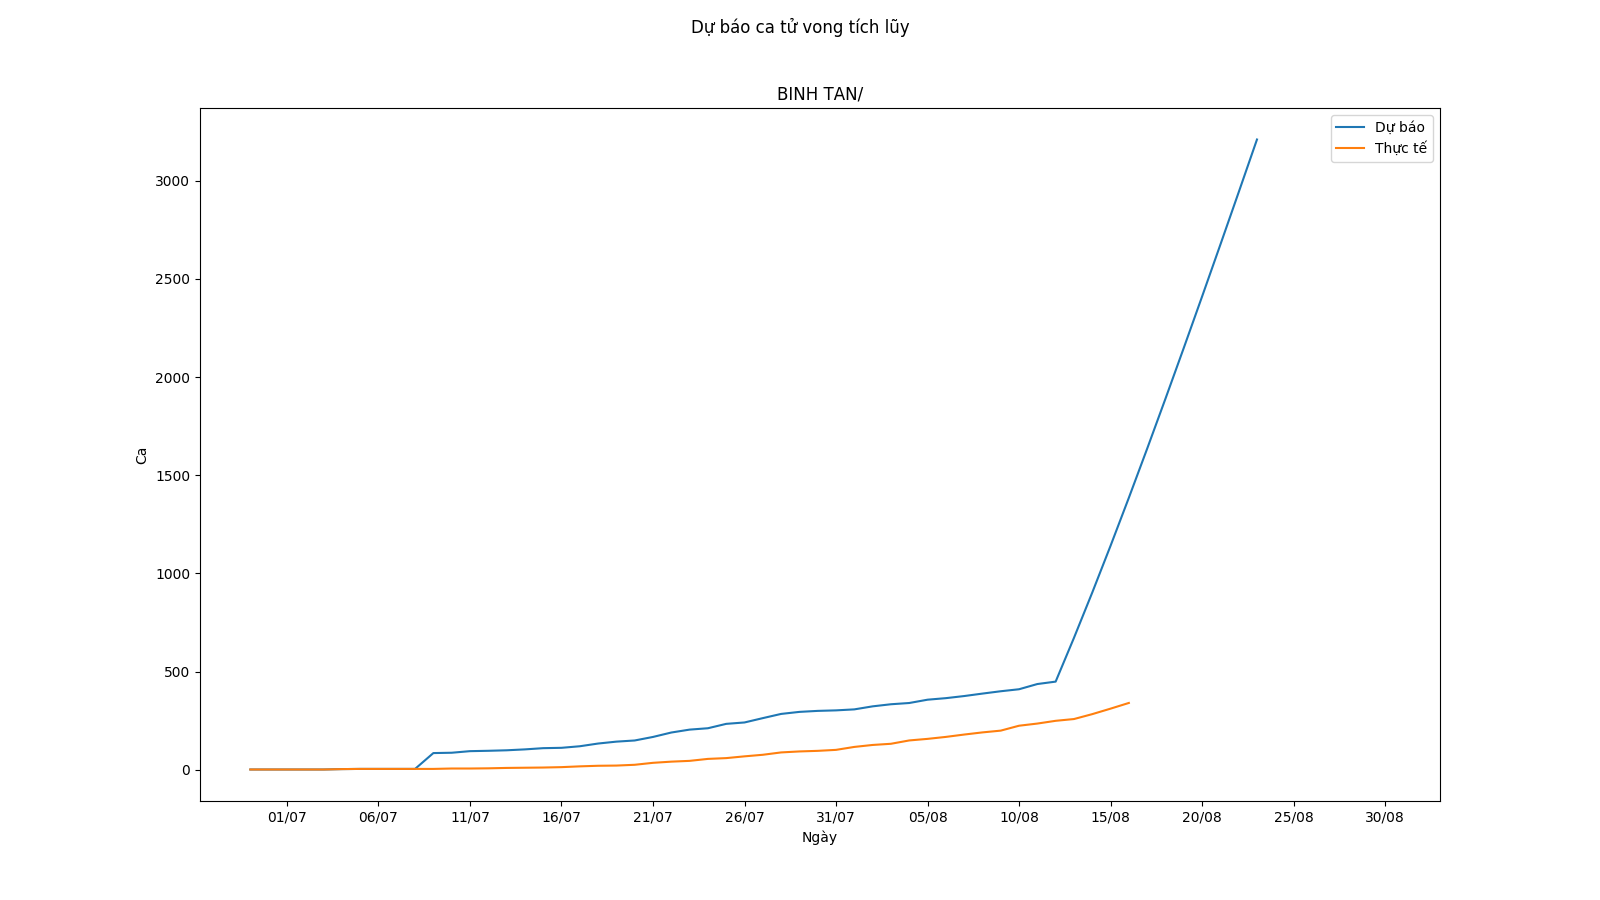 Dự báo ca tử vong tích lũy
BINH TAN/
Dự báo
Thực tế
3000
2500
2000
1500
1000
500
0
Ca
01/07 06/07 11/07 16/07 21/07 26/07 31/07 05/08 10/08 15/08 20/08 25/08 30/08
Ngày